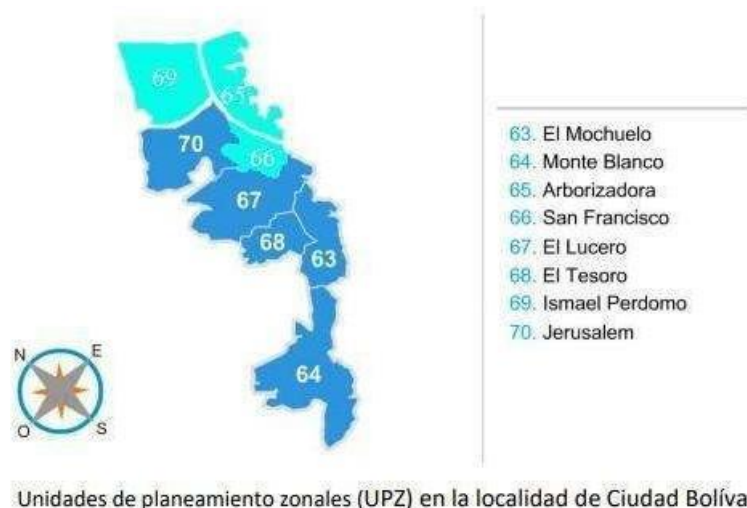 69
65
70
66
67
68
63
64
N E
O S
63. El Mochuelo
64. Monte Blanco
65. Arborizadora
66. San Francisco
67. El Lucero
68. El Tesoro
69. Ismael Perdomo
70. Jerusalem
Unidades de planeamiento zonales (UPZ) en la localidad de Ciudad Bolíva